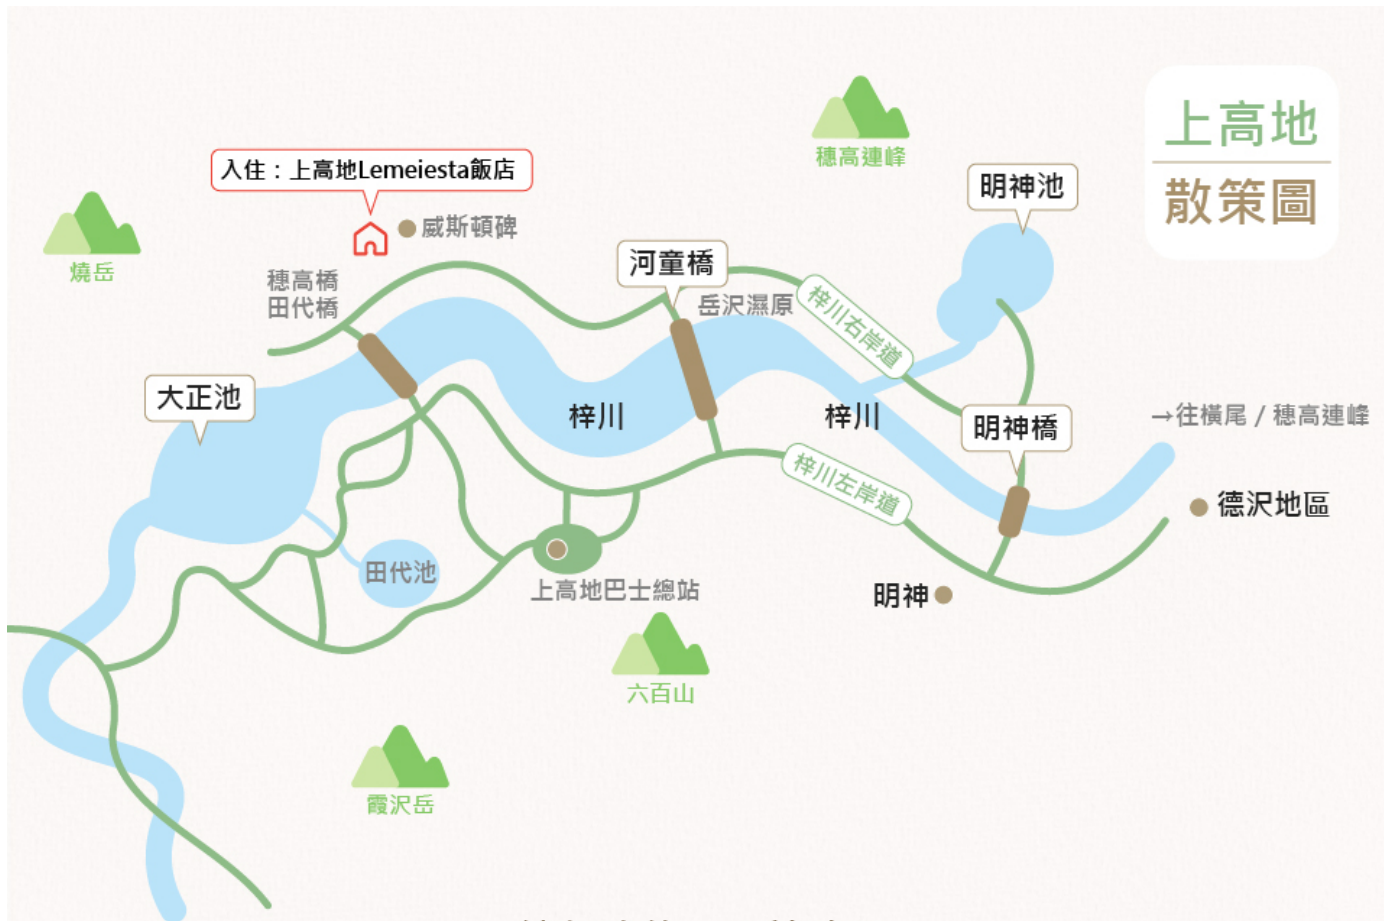 上高地
散策圖
穗高連峰
明神池
入住：上高地Lemeiesta飯店
威斯頓碑
燒岳
河童橋
穗高橋
田代橋
岳沢濕原
梓川右岸道
大正池
梓川
梓川
明神橋
→往橫尾 / 穗高連峰
梓川左岸道
德沢地區
田代池
上高地巴士總站
明神
六百山
霞沢岳